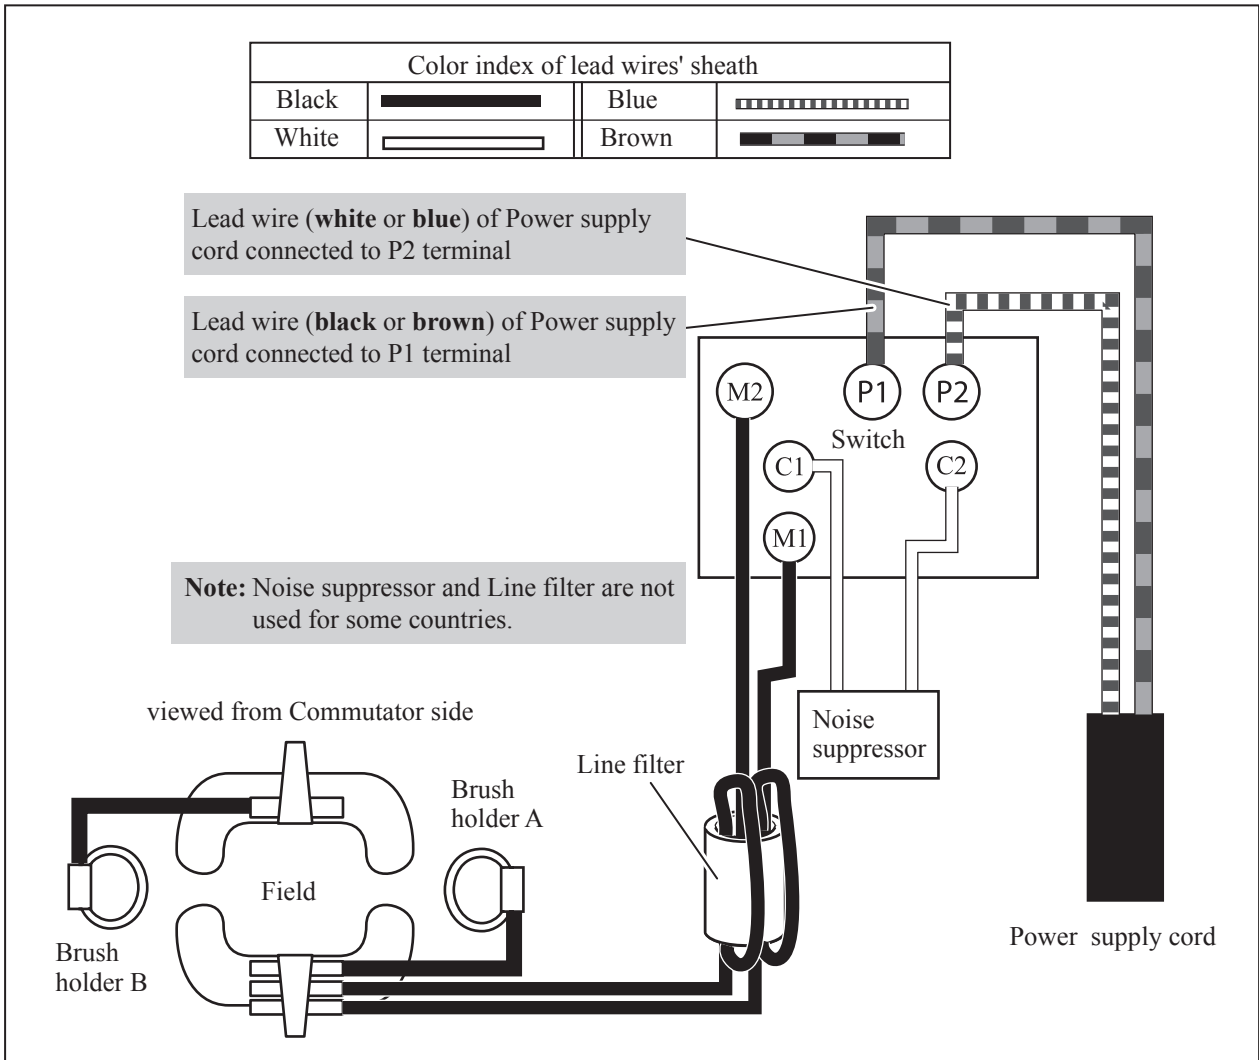 Color index of lead wires' sheath
Black
Blue
White
Brown
Lead wire (white or blue) of Power supply
cord connected to P2 terminal
Lead wire (black or brown) of Power supply
cord connected to P1 terminal
M2
P1
P2
Switch
C1
C2
M1
Note: Noise suppressor and Line filter are not
used for some countries.
viewed from Commutator side
Noise
suppressor
Line filter
Brush
holder A
Field
Brush
holder B
Power supply cord